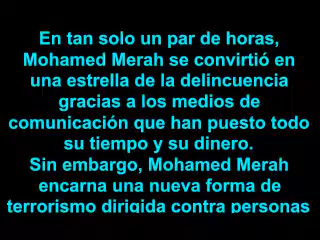 En tan solo un par de horas,
Mohamed Merah se convirtió en
una estrella de la delincuencia
gracias a los medios de
comunicación que han puesto todo
su tiempo y su dinero.
Sin embargo, Mohamed Merah
encarna una nueva forma de
terrorismo dirigida contra personas